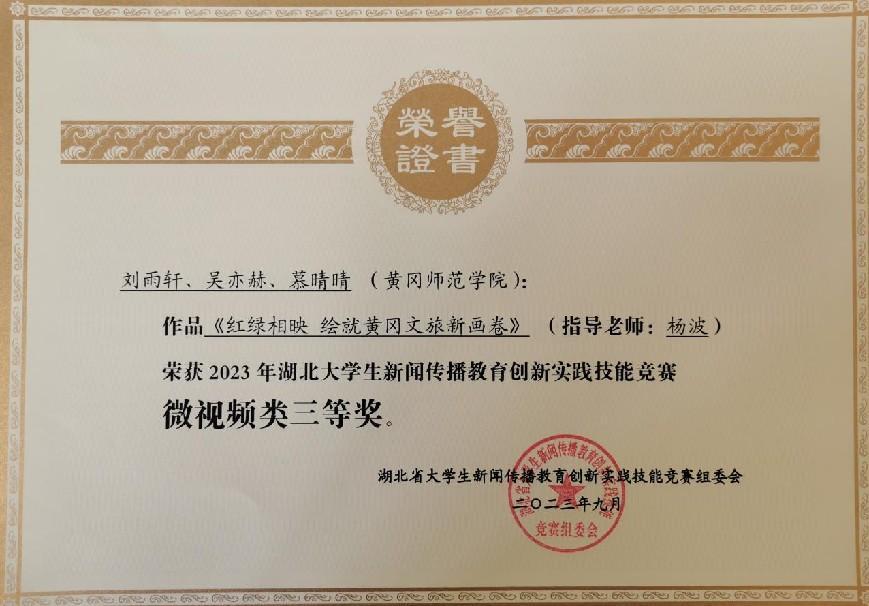 榮譽
證書
刘雨轩、吴亦赫、慕晴晴（黄冈师范学院）：
作品《红绿相映 绘就黄冈文旅新画卷》（指导老师：杨波）
荣获2023年湖北大学生新闻传播教育创新实践技能竞赛
微视频类三等奖。
湖北省大学生新闻传播教育创新实践技能竞赛组委会
二〇二三年九月
竞赛组委会